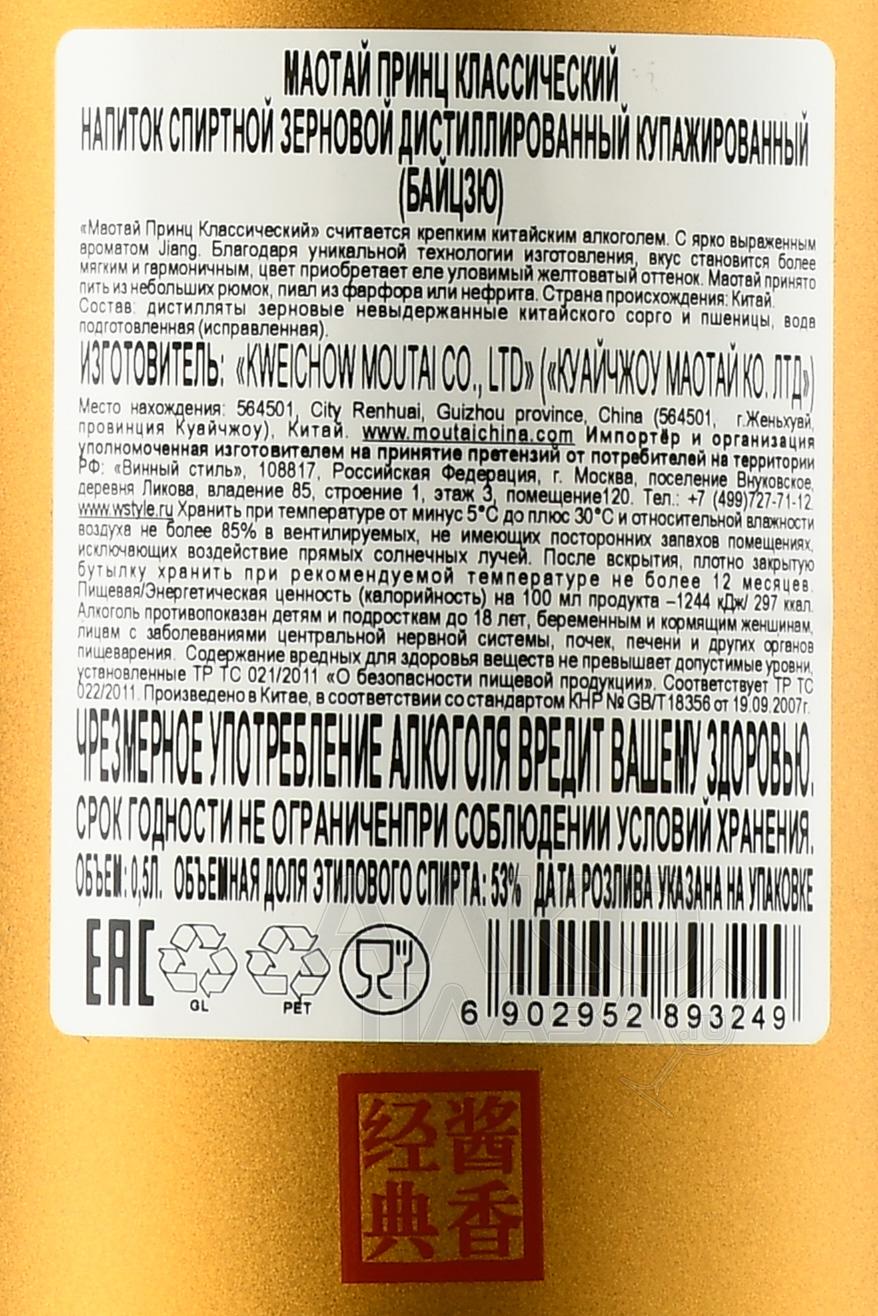 МАОТАЙ ПРИНЦ КЛАССИЧЕСКИЙ
НАПИТОК СПИРТНОЙ ЗЕРНОВОЙ ДИСТИЛЛИРОВАННЫЙ КУПАЖИРОВАННЫЙ
(БАЙЦЗЮ)
«Маотай Принц Классический» считается крепким китайским алкоголем. С ярко выраженным
ароматом Jiang. Благодаря уникальной технологии изготовления, вкус становится более
мягким и гармоничным, цвет приобретает еле уловимый желтоватый оттенок. Маотай принято
пить из небольших рюмок, пиал из фарфора или нефрита. Страна происхождения: Китай.
Состав: дистилляты зерновые невыдержанные китайского сорго и пшеницы, вода
подготовленная (исправленная).
ИЗГОТОВИТЕЛЬ: «KWEICHOW MOUTAI CO., LTD» («КУАЙЧЖОУ МАОТАЙ КО. ЛТД»)
Место нахождения: 564501, City Renhuai, Guizhou province, China (564501, г.Женьхуай,
провинция Куайчжоу), Китай. www.moutaichina.com Импортёр и организация
уполномоченная изготовителем на принятие претензий от потребителей на территории
РФ: «Винный стиль», 108817, Российская Федерация, г. Москва, поселение Внуковское,
деревня Ликова, владение 85, строение 1, этаж 3, помещение120. Тел.: +7 (499)727-71-12.
www.wstyle.ru Хранить при температуре от минус 5°C до плюс 30°C и относительной влажности
воздуха не более 85% в вентилируемых, не имеющих посторонних запахов помещениях,
исключающих воздействие прямых солнечных лучей. После вскрытия, плотно закрытую
бутылку хранить при рекомендуемой температуре не более 12 месяцев.
Пищевая/Энергетическая ценность (калорийность) на 100 мл продукта –1244 кДж/ 297 ккал.
Алкоголь противопоказан детям и подросткам до 18 лет, беременным и кормящим женщинам,
лицам с заболеваниями центральной нервной системы, почек, печени и других органов
пищеварения. Содержание вредных для здоровья веществ не превышает допустимые уровни,
установленные ТР ТС 021/2011 «О безопасности пищевой продукции». Соответствует ТР ТС
022/2011. Произведено в Китае, в соответствии со стандартом КНР № GB/T18356 от 19.09.2007г.
ЧРЕЗМЕРНОЕ УПОТРЕБЛЕНИЕ АЛКОГОЛЯ ВРЕДИТ ВАШЕМУ ЗДОРОВЬЮ.
СРОК ГОДНОСТИ НЕ ОГРАНИЧЕНПРИ СОБЛЮДЕНИИ УСЛОВИЙ ХРАНЕНИЯ.
ОБЪЕМ: 0,5Л. ОБЪЕМНАЯ ДОЛЯ ЭТИЛОВОГО СПИРТА: 53% ДАТА РОЗЛИВА УКАЗАНА НА УПАКОВКЕ
EAC
GL PET
6 902952 893249
酱香
经典